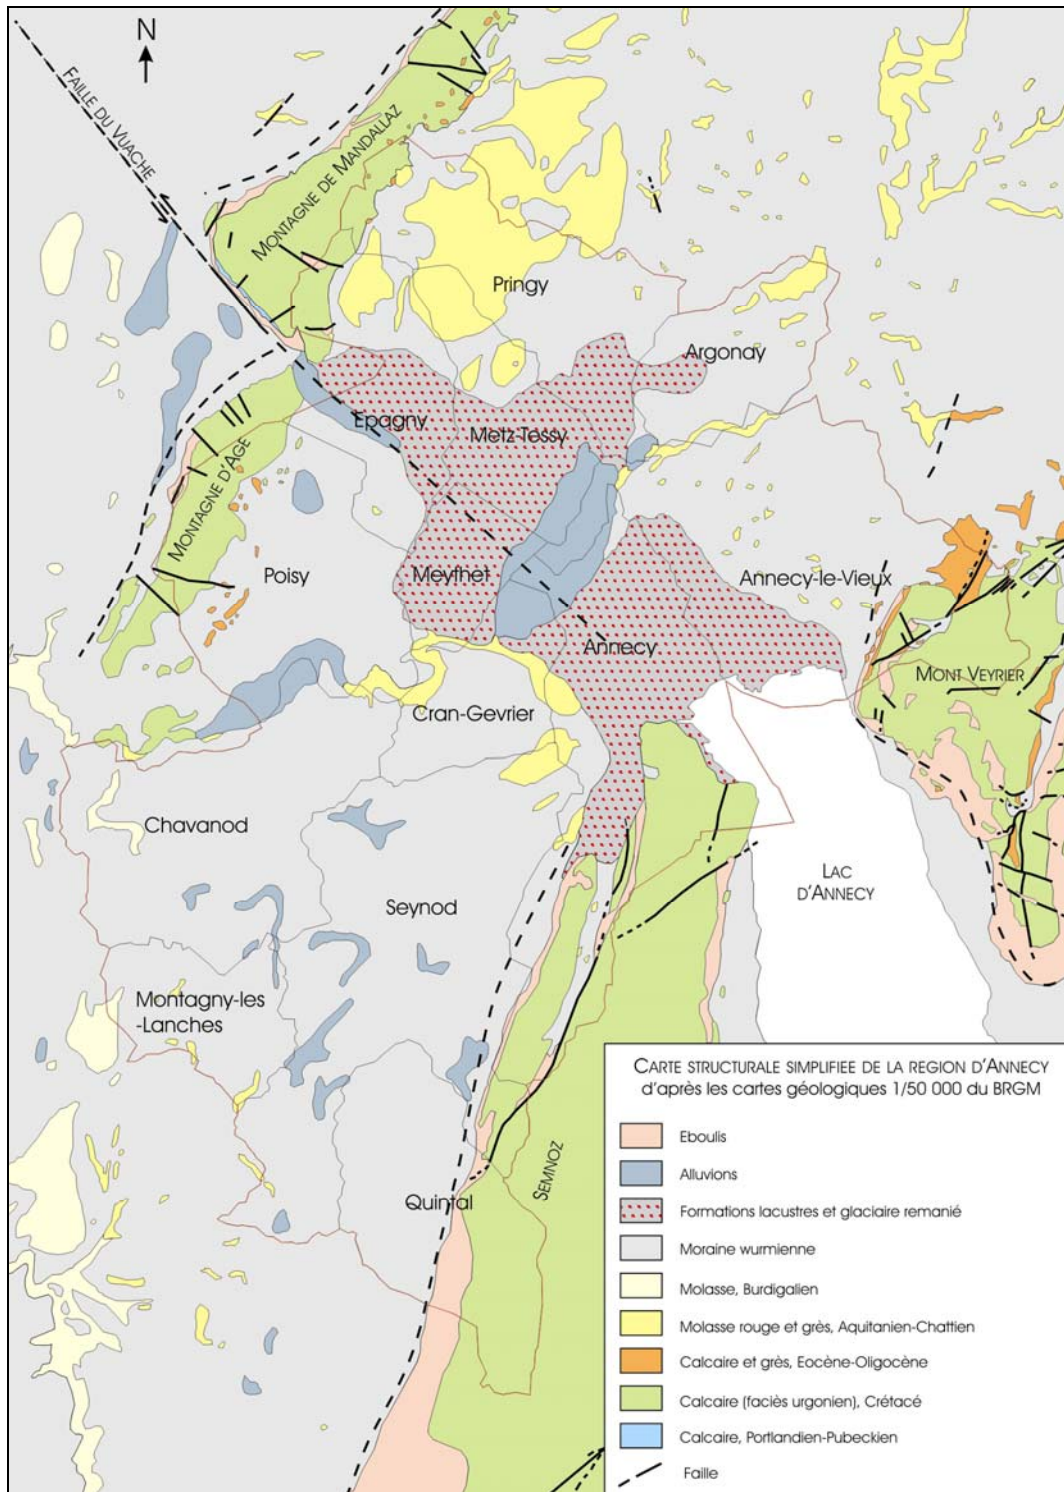 N
FAILLE DU VUACHE
MONTAGNE DE MANDALLAZ
Pringy
Argonay
Epagny
Metz-Tessy
MONTAGNE D'AGE
Poisy
Meythet
Annecy-le-Vieux
Annecy
MONT VEYRIER
Cran-Gevrier
Chavanod
LAC
D'ANNECY
Seynod
Montagny-les
-Lanches
SEMNOZ
Quintal
CARTE STRUCTURALE SIMPLIFIEE DE LA REGION D'ANNECY
d'après les cartes géologiques 1/50 000 du BRGM
Eboulis
Alluvions
Formations lacustres et glaciaire remanié
Moraine wurmienne
Molasse, Burdigalien
Molasse rouge et grès, Aquitanien-Chattien
Calcaire et grès, Eocène-Oligocène
Calcaire (faciès urgonien), Crétacé
Calcaire, Portlandien-Pubeckien
Faille